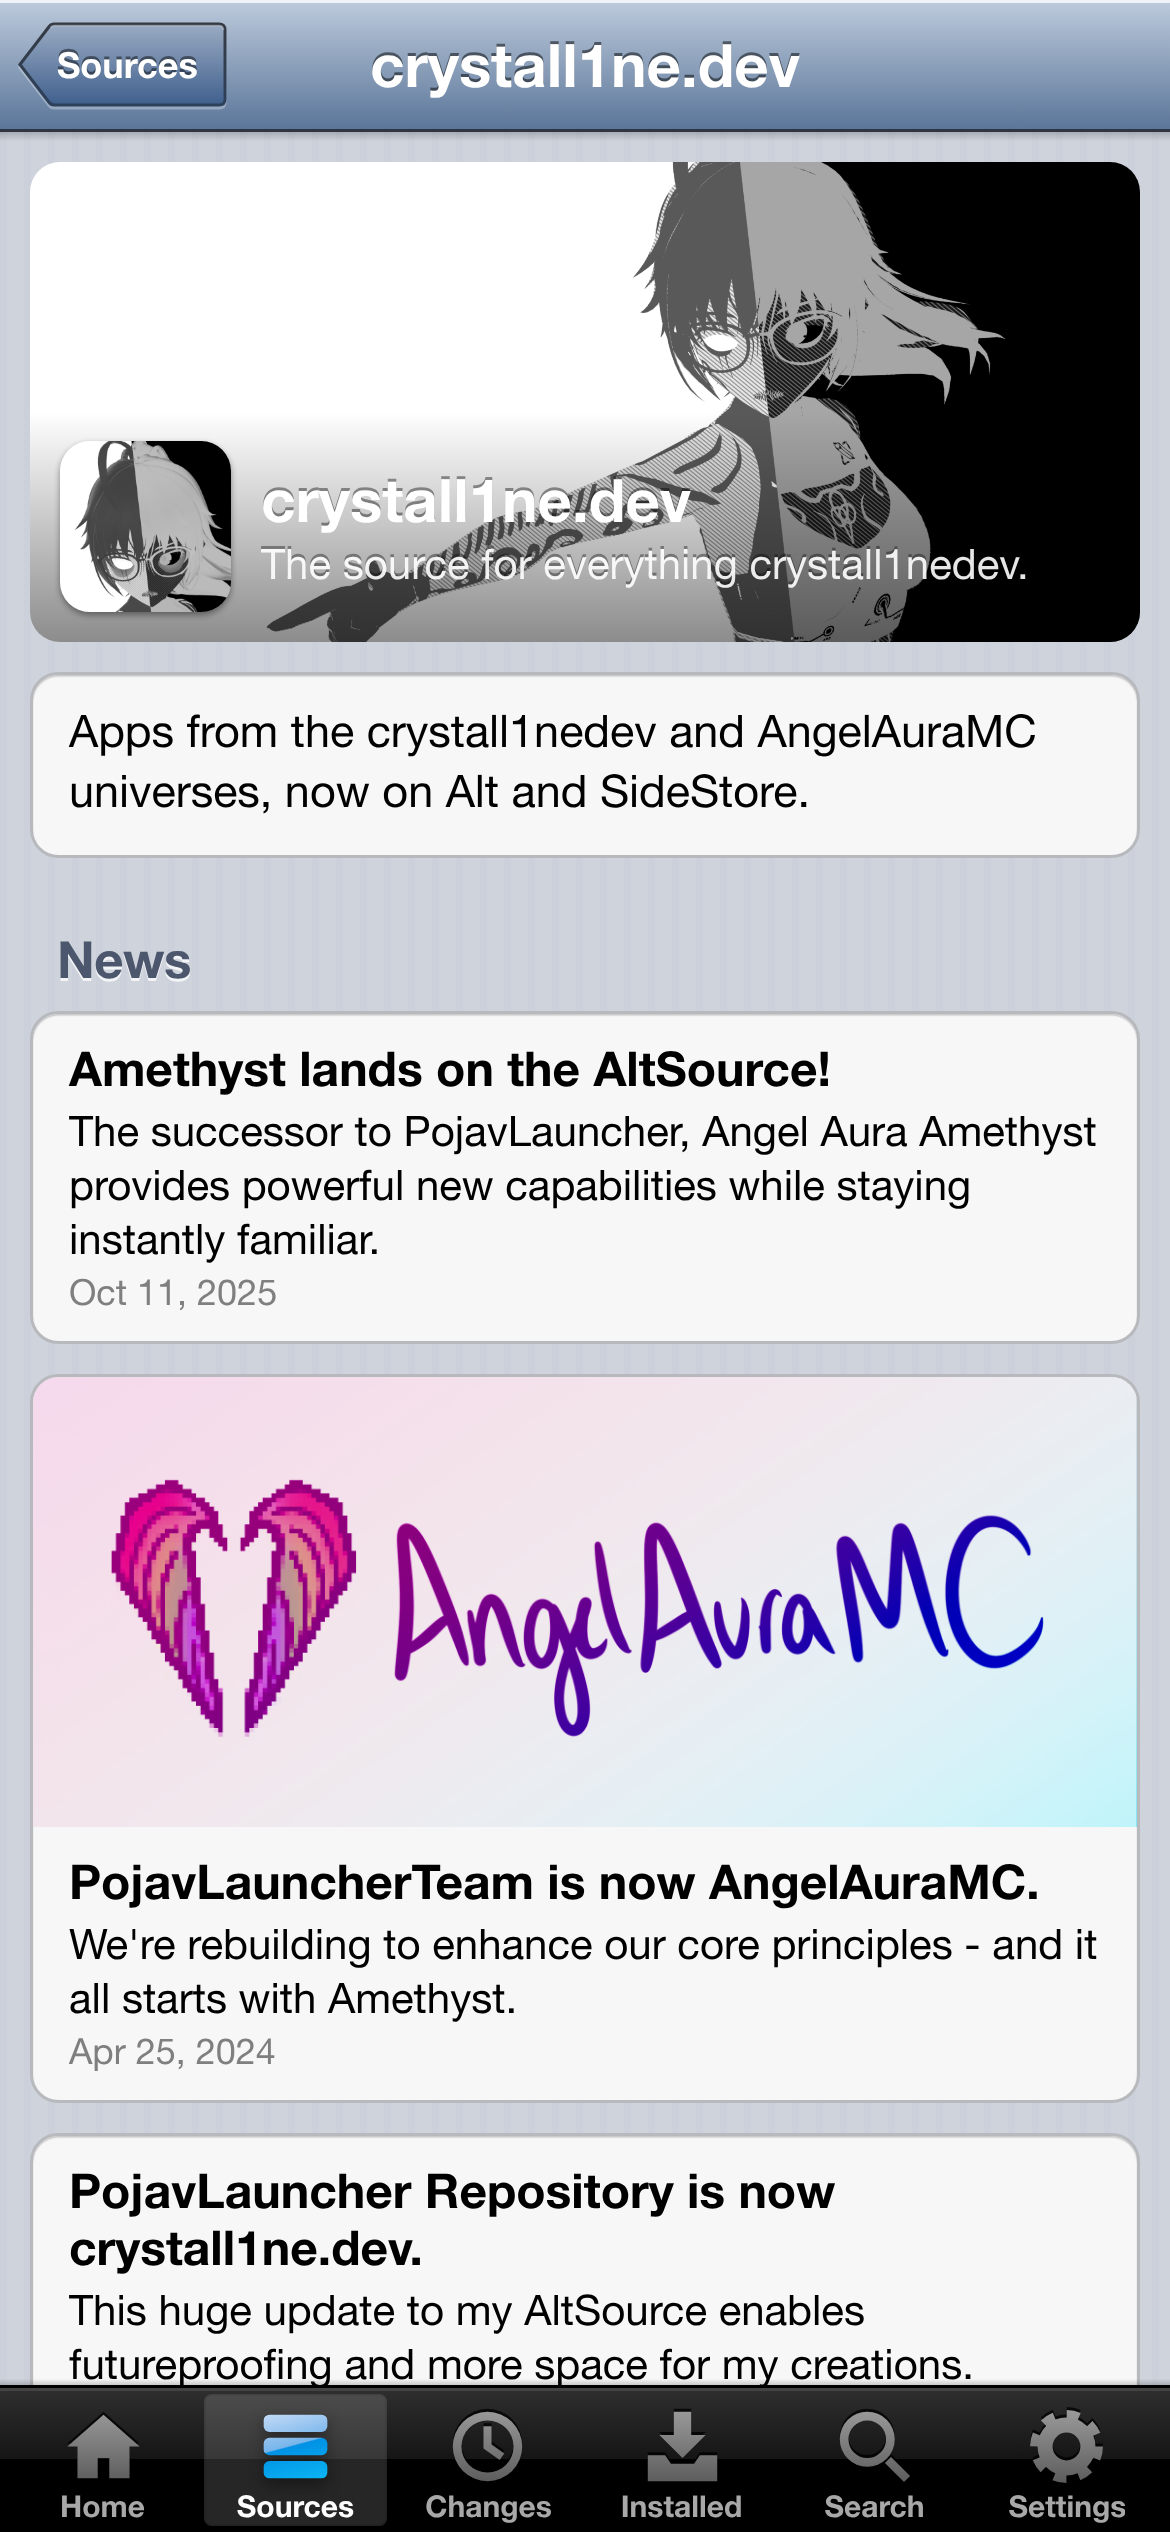 Sources
crystall1ne.dev
crystall1ne.dev
The source for everything crystall1nedev.
Apps from the crystall1nedev and AngelAuraMC
universes, now on Alt and SideStore.
News
Amethyst lands on the AltSource!
The successor to PojavLauncher, Angel Aura Amethyst
provides powerful new capabilities while staying
instantly familiar.
Oct 11, 2025
AngelAuraMC
PojavLauncherTeam is now AngelAuraMC.
We're rebuilding to enhance our core principles - and it
all starts with Amethyst.
Apr 25, 2024
PojavLauncher Repository is now
crystall1ne.dev.
This huge update to my AltSource enables
futureproofing and more space for my creations.
Home
Sources
Changes
Installed
Search
Settings